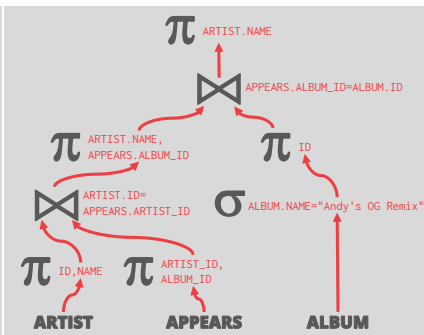 π ARTIST.NAME
⋈ APPEARS.ALBUM_ID=ALBUM.ID
π ARTIST.NAME,
APPEARS.ALBUM_ID
π ID
⋈ ARTIST.ID=
APPEARS.ARTIST_ID
σ ALBUM.NAME="Andy's OG Remix"
π ID,NAME
π ARTIST_ID,
ALBUM_ID
ARTIST
APPEARS
ALBUM